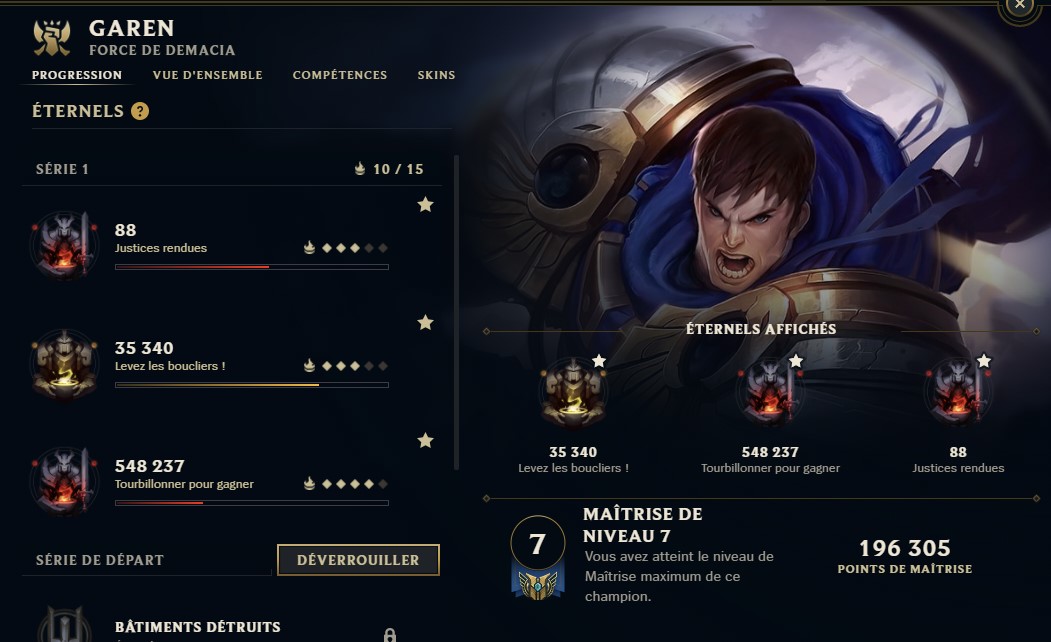 GAREN
FORCE DE DEMACIA
PROGRESSION
VUE D'ENSEMBLE
COMPÉTENCES
SKINS
ÉTERNELS ?
SÉRIE 1
10 / 15
88
Justices rendues
35 340
Levez les boucliers !
548 237
Tourbillonner pour gagner
SÉRIE DE DÉPART
DÉVERROUILLER
BÂTIMENTS DÉTRUITS
ÉTERNELS AFFICHÉS
35 340
Levez les boucliers !
548 237
Tourbillonner pour gagner
88
Justices rendues
7
MAÎTRISE DE
NIVEAU 7
Vous avez atteint le niveau de
Maîtrise maximum de ce
champion.
196 305
POINTS DE MAÎTRISE